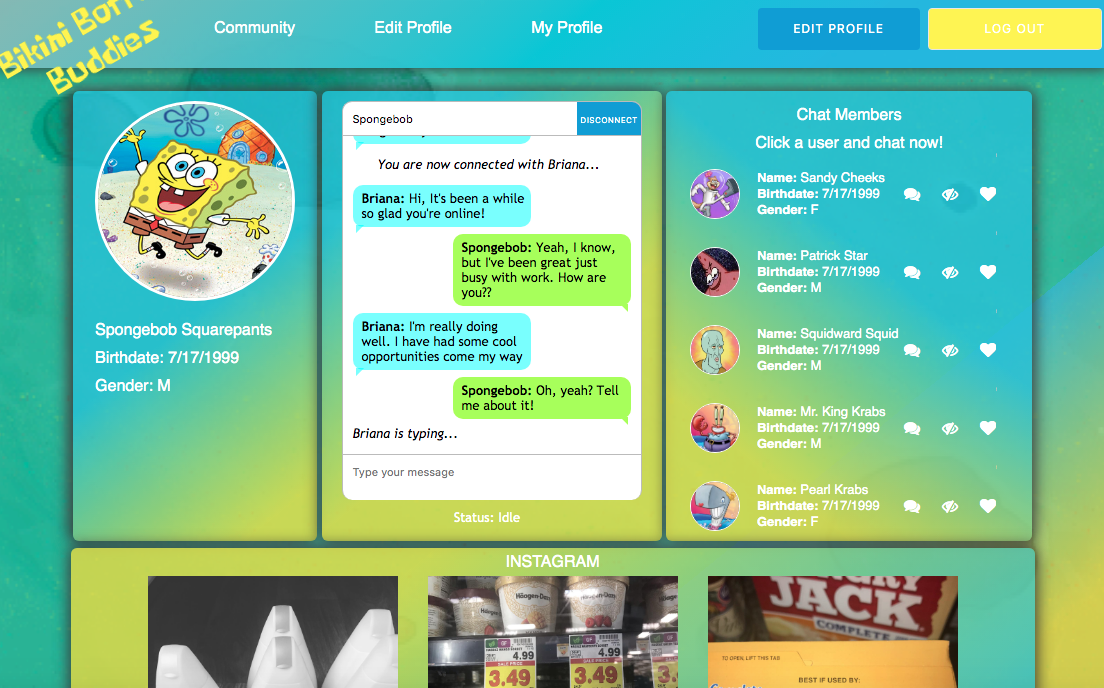 Bikini Bott
Buddies
Community
Edit Profile
My Profile
EDIT PROFILE
LOG OUT
Spongebob Squarepants
Birthdate: 7/17/1999
Gender: M
Spongebob
DISCONNECT
You are now connected with Briana...
Briana: Hi, It's been a while
so glad you're online!
Spongebob: Yeah, I know,
but I've been great just
busy with work. How are
you??
Briana: I'm really doing
well. I have had some cool
opportunities come my way
Spongebob: Oh, yeah? Tell
me about it!
Briana is typing...
Type your message
Status: Idle
Chat Members
Click a user and chat now!
Name: Sandy Cheeks
Birthdate: 7/17/1999
Gender: F
Name: Patrick Star
Birthdate: 7/17/1999
Gender: M
Name: Squidward Squid
Birthdate: 7/17/1999
Gender: M
Name: Mr. King Krabs
Birthdate: 7/17/1999
Gender: M
Name: Pearl Krabs
Birthdate: 7/17/1999
Gender: F
INSTAGRAM
Häagen-Dazs
4.99
SALE PRICE
3.49
4.99
3.49
3
RY
JACK
COMPLETE
TO OPEN, LIFT THIS TAB
BEST IF USED BY: